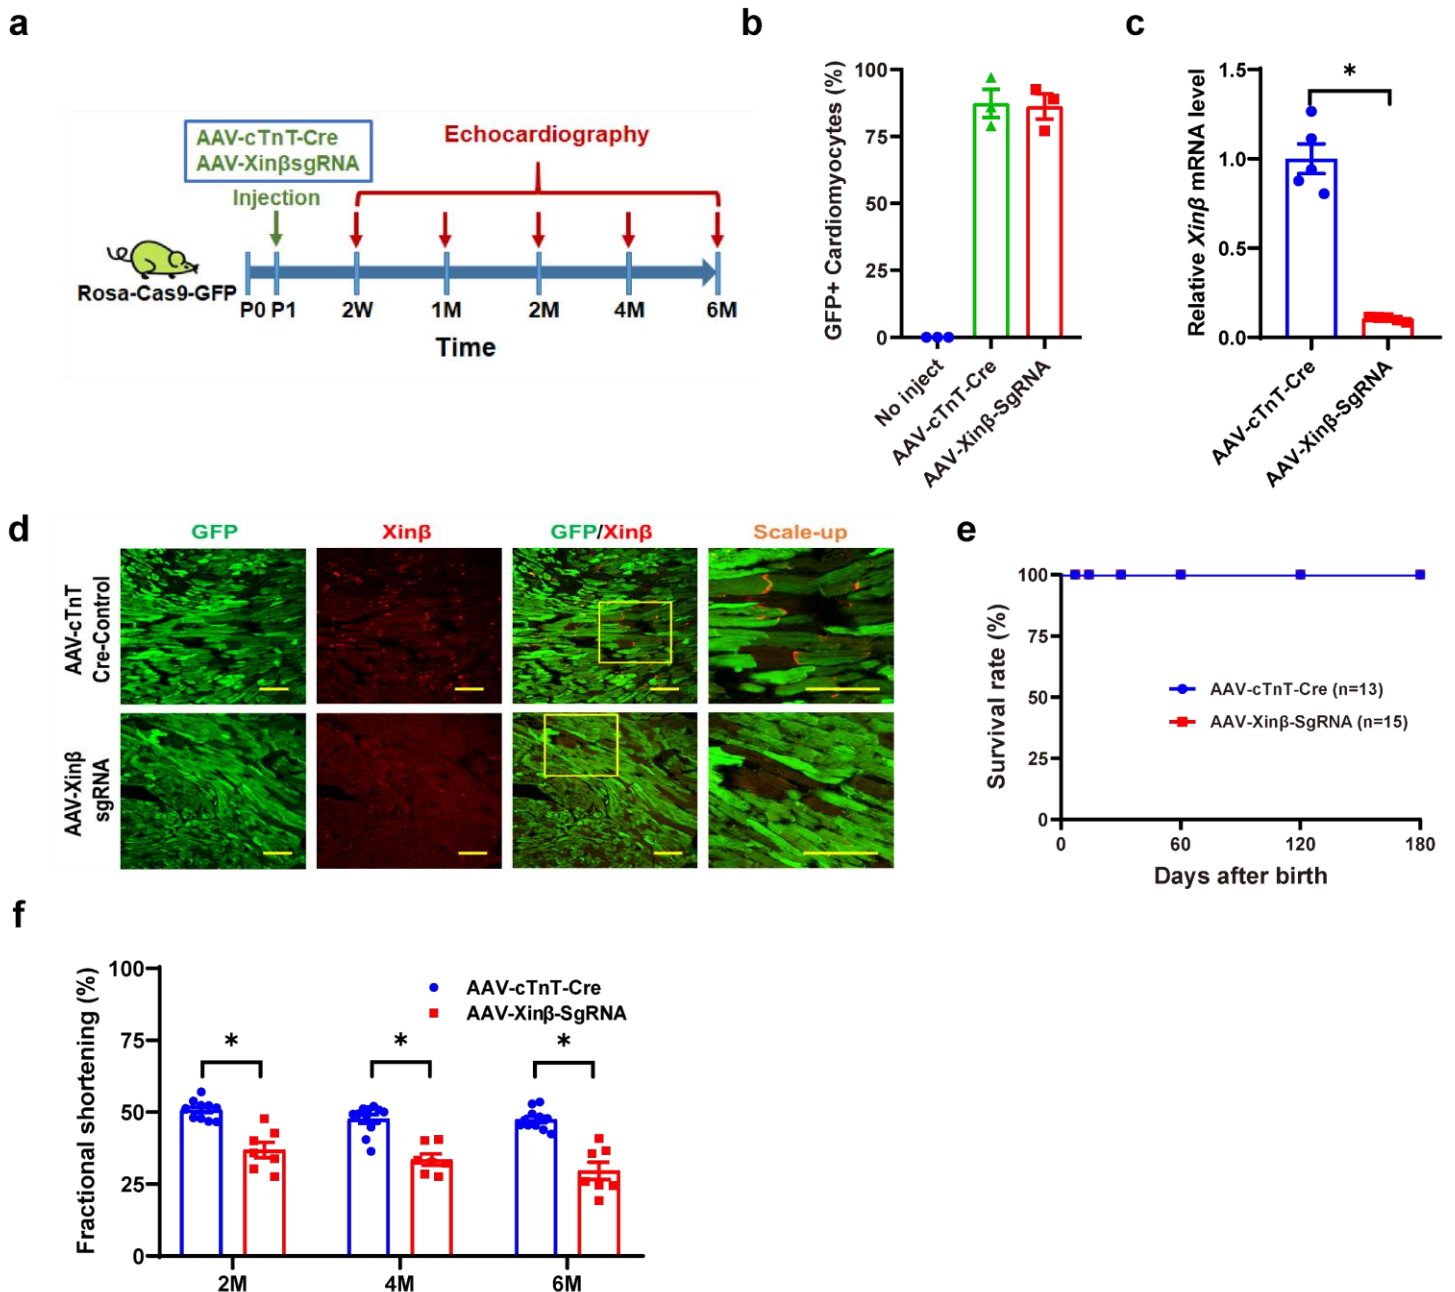 a
AAV-cTnT-Cre
AAV-XinβsgRNA
Injection
Echocardiography
Rosa-Cas9-GFP
P0 P1 2W 1M 2M 4M 6M
Time
b
GFP+ Cardiomyocytes (%)
100
75
50
25
0
No inject
AAV-cTnT-Cre
AAV-Xinβ-SgRNA
c
Relative Xinβ mRNA level
1.5
1.0
0.5
0.0
*
AAV-cTnT-Cre
AAV-Xinβ-SgRNA
d
GFP Xinβ GFP/Xinβ Scale-up
AAV-cTnT
Cre-Control
AAV-Xinβ
sgRNA
e
Survival rate (%)
100
75
50
25
0
AAV-cTnT-Cre (n=13)
AAV-Xinβ-SgRNA (n=15)
0 60 120 180
Days after birth
f
Fractional shortening (%)
100
75
50
25
0
AAV-cTnT-Cre
AAV-Xinβ-SgRNA
* * *
2M 4M 6M